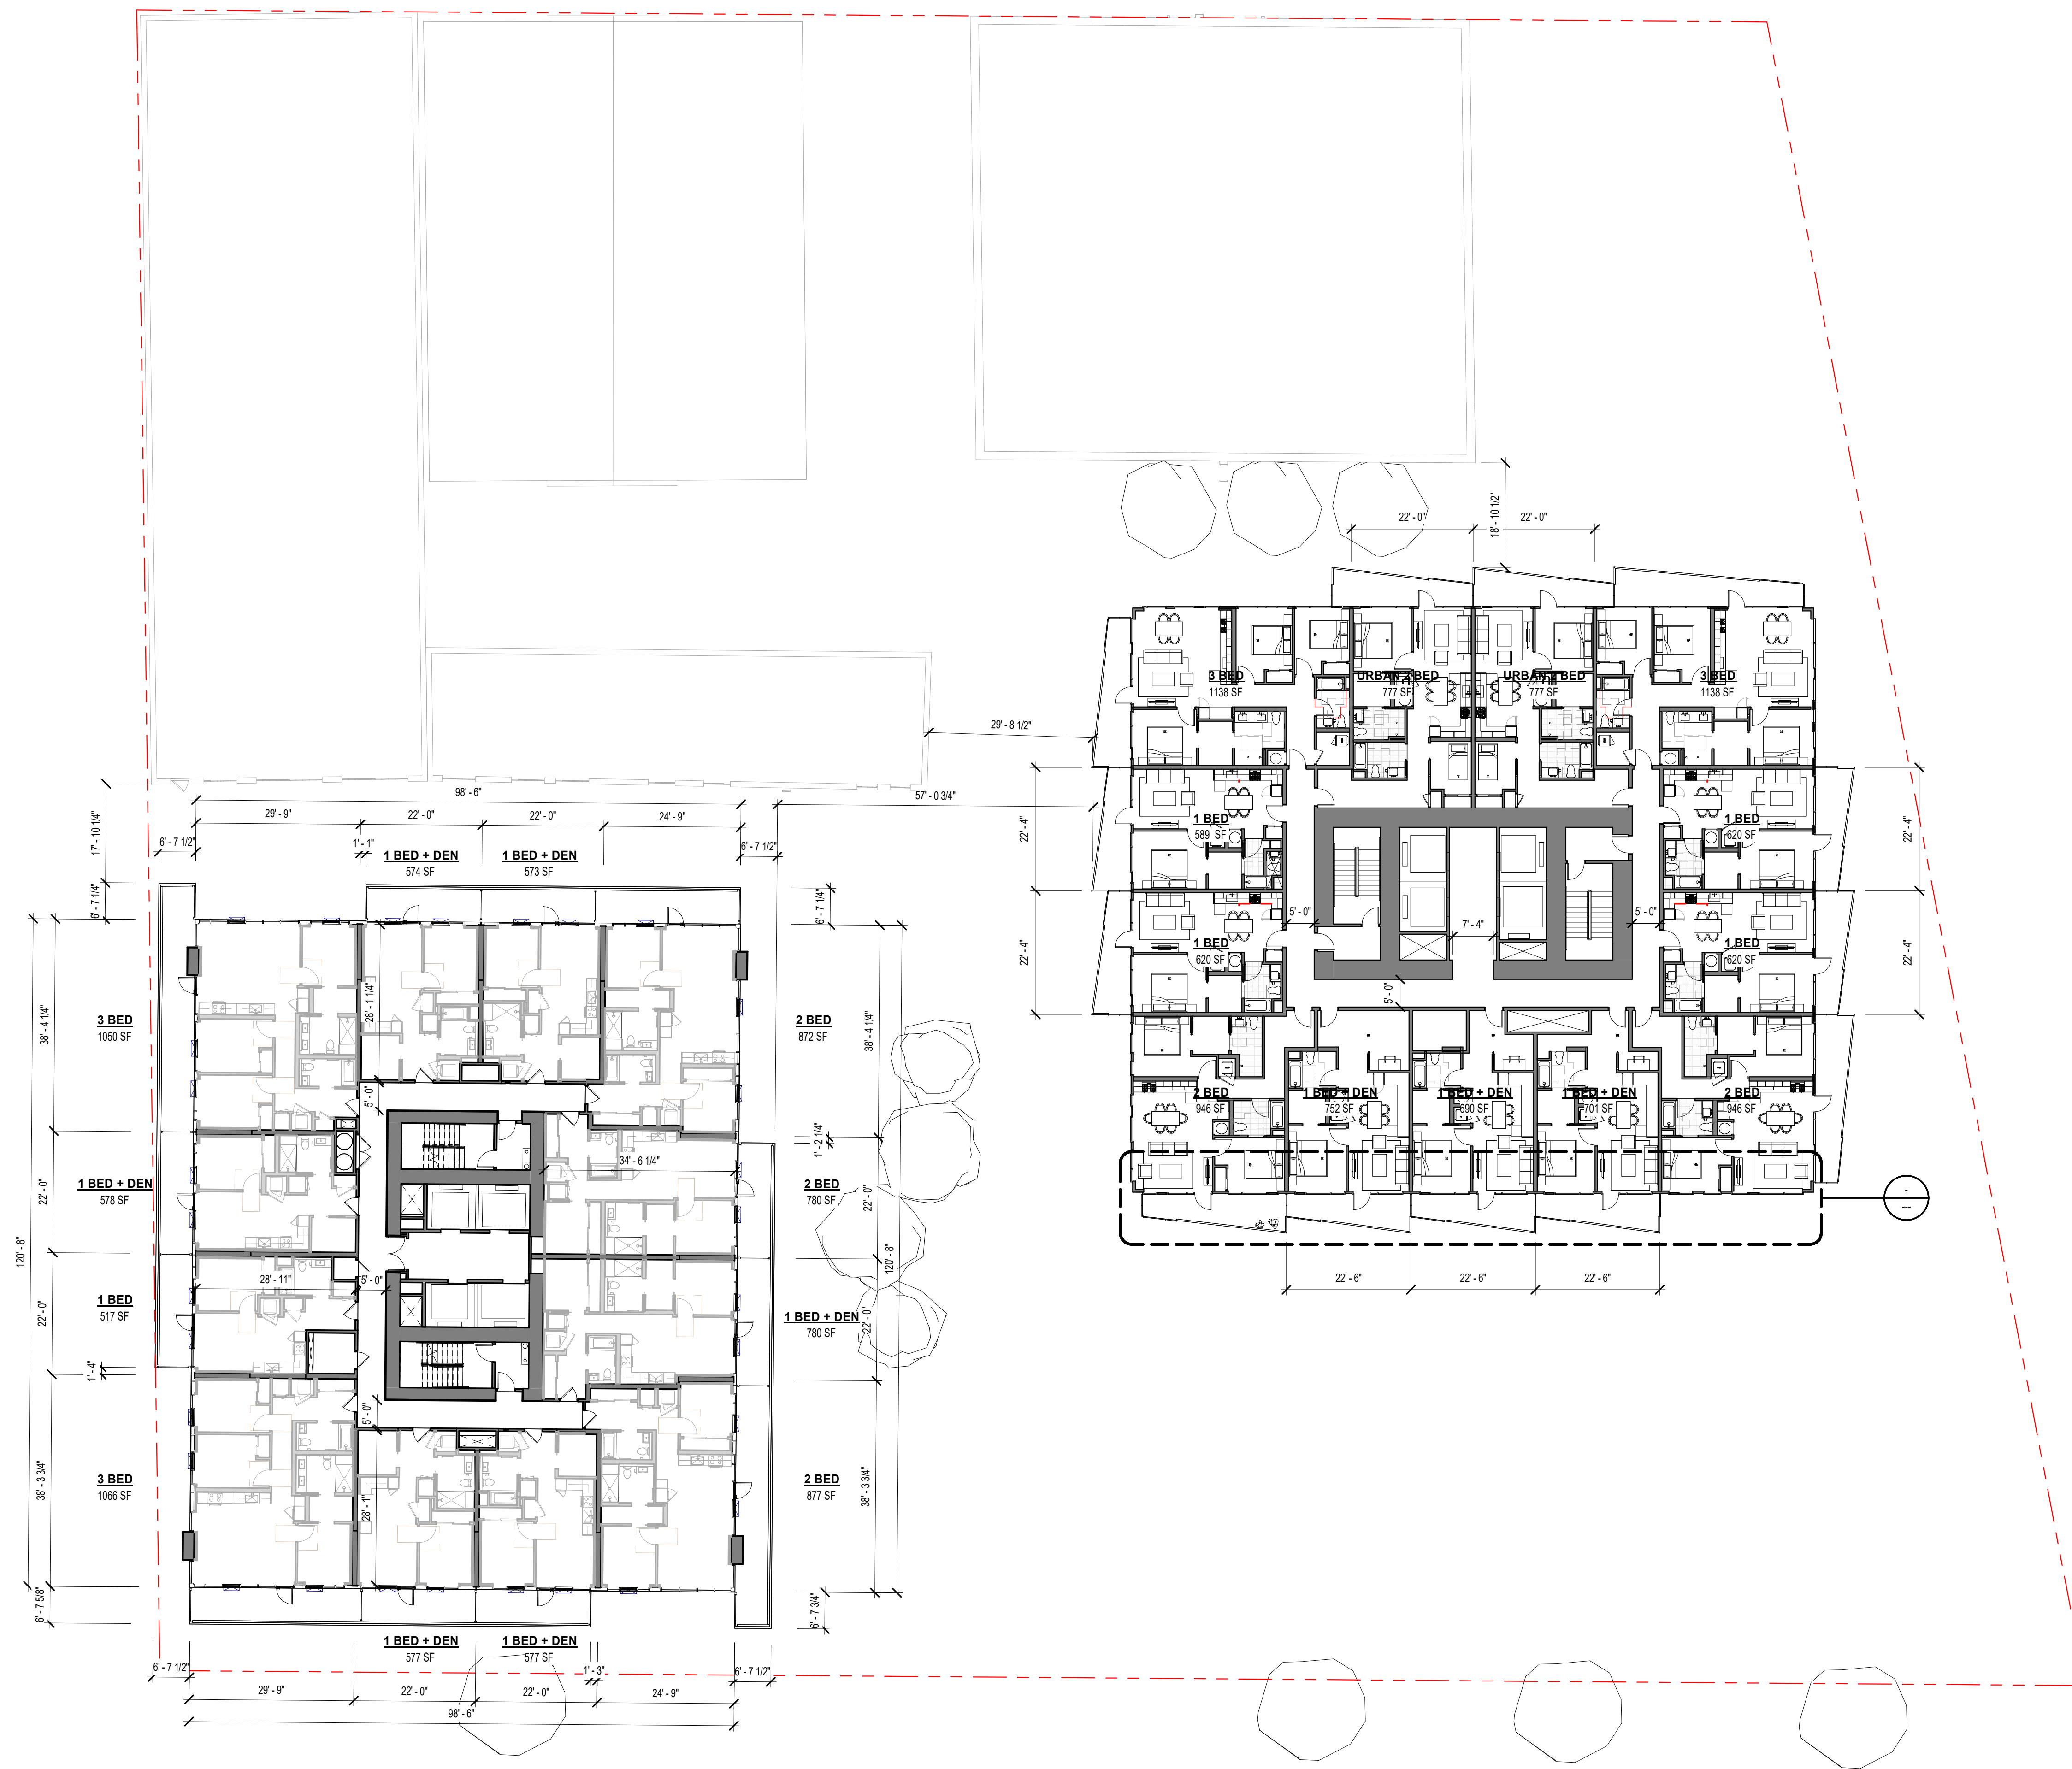 18' - 10 1/2"
22' - 0"
22' - 0"
3 BED
1138 SF
URBAN 2 BED
777 SF
URBAN 2 BED
777 SF
3 BED
1138 SF
29' - 8 1/2"
57' - 0 3/4"
98' - 6"
29' - 9"
22' - 0"
22' - 0"
24' - 9"
17' - 10 1/4"
6' - 7 1/2"
1' - 1"
6' - 7 1/2"
1 BED + DEN
574 SF
1 BED + DEN
573 SF
6' - 7 1/4"
6' - 7 1/4"
22' - 4"
1 BED
589 SF
1 BED
620 SF
22' - 4"
5' - 0"
7' - 4"
5' - 0"
22' - 4"
1 BED
620 SF
1 BED
620 SF
22' - 4"
5' - 0"
3 BED
1050 SF
38' - 4 1/4"
28' - 1 1/4"
2 BED
872 SF
38' - 4 1/4"
5' - 0"
2 BED
946 SF
1 BED + DEN
752 SF
1 BED + DEN
690 SF
1 BED + DEN
701 SF
2 BED
946 SF
1' - 2 1/4"
34' - 6 1/4"
1 BED + DEN
578 SF
22' - 0"
2 BED
780 SF
22' - 0"
-
---
120' - 8"
120' - 8"
28' - 11"
5' - 0"
22' - 6"
22' - 6"
22' - 6"
1 BED
517 SF
22' - 0"
1 BED + DEN
780 SF
22' - 0"
1' - 4"
5' - 0"
3 BED
1066 SF
38' - 3 3/4"
28' - 1"
2 BED
877 SF
38' - 3 3/4"
6' - 7 5/8"
6' - 7 3/4"
1 BED + DEN
577 SF
1 BED + DEN
577 SF
6' - 7 1/2"
1' - 3"
6' - 7 1/2"
29' - 9"
22' - 0"
22' - 0"
24' - 9"
98' - 6"